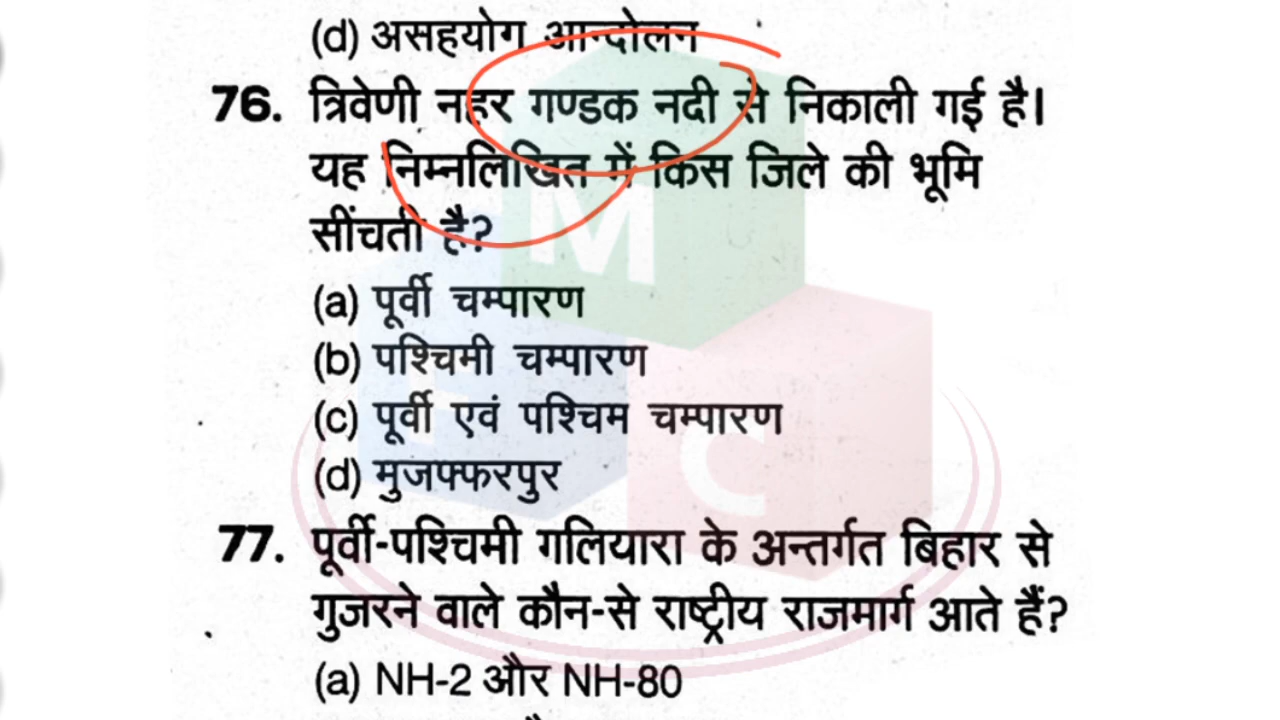 (d) असहयोग आन्दोलन
76. त्रिवेणी नहर गण्डक नदी से निकाली गई है।
यह निम्नलिखित में किस जिले की भूमि
सींचती है?
(a) पूर्वी चम्पारण
(b) पश्चिमी चम्पारण
(c) पूर्वी एवं पश्चिम चम्पारण
(d) मुजफ्फरपुर
77. पूर्वी-पश्चिमी गलियारा के अन्तर्गत बिहार से
गुजरने वाले कौन-से राष्ट्रीय राजमार्ग आते हैं?
(a) NH-2 और NH-80
M
F
C